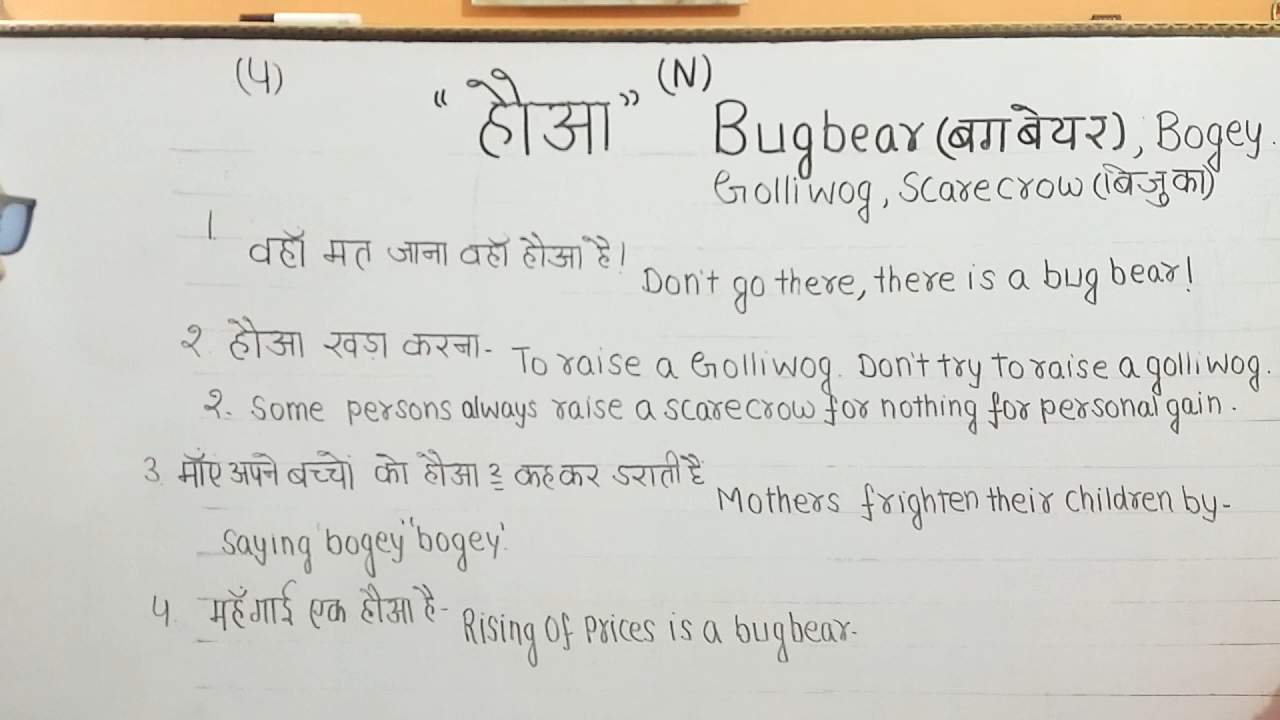 (4) "हौआ" (N) Bugbear (बगबेयर), Bogey.
Golliwog, Scarecrow (बिजुका)
1 वहाँ मत जाना वहाँ हौआ है! Don't go there, there is a bug bear!
२. हौआ खड़ा करना- To raise a Golliwog. Don't try to raise a golliwog.
२. Some persons always raise a scarecrow for nothing for personal gain.
3. माँए अपने बच्चों को हौआ २ कहकर डराती हैं Mothers frighten their children by-
saying 'bogey' 'bogey'.
4. महँगाई एक हौआ है- Rising Of Prices is a bugbear.